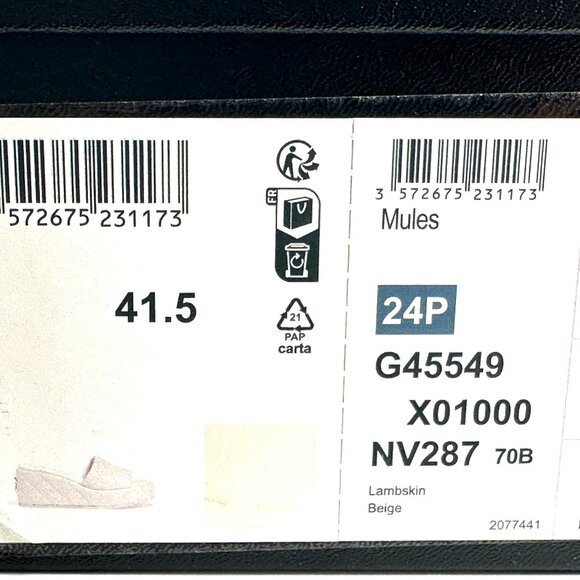 572675 231173
41.5
FR
21
PAP
carta
3 572675 231173
Mules
24P
G45549
X01000
NV287 70B
Lambskin
Beige
2077441